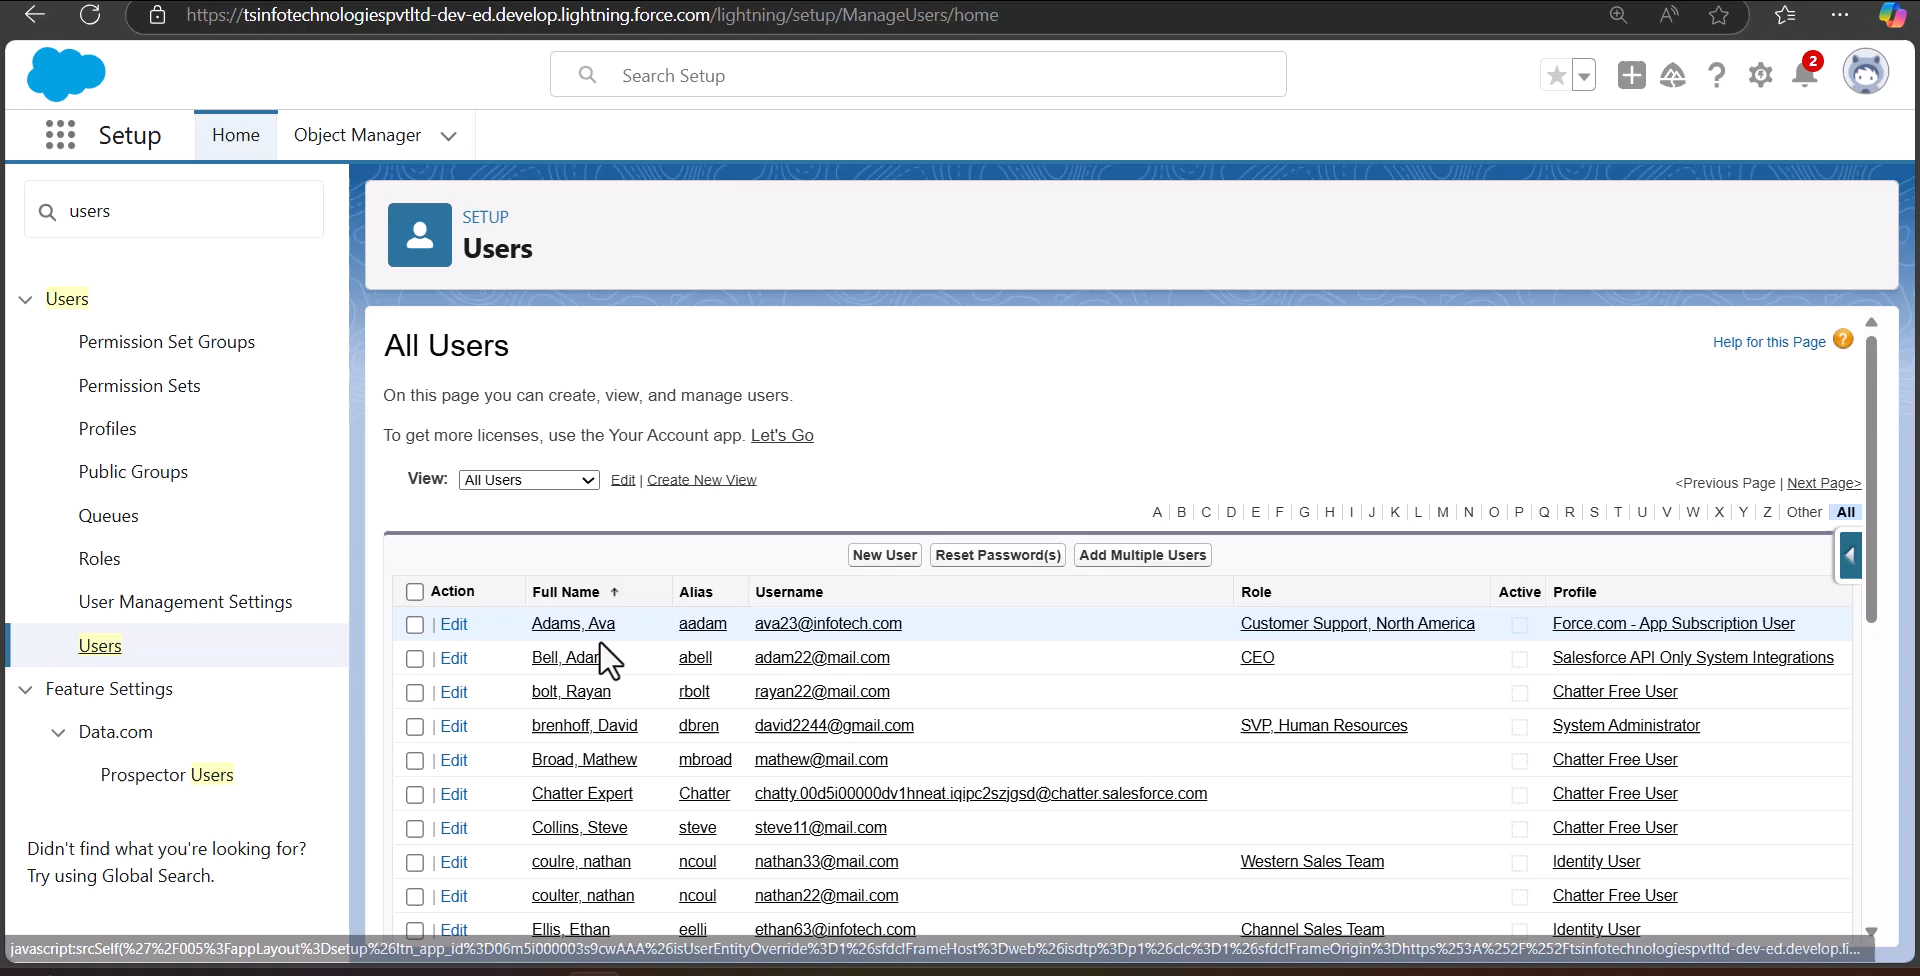 https://tsinfotechnologiespvtltd-dev-ed.develop.lightning.force.com/lightning/setup/ManageUsers/home
Search Setup
2
Setup
Home
Object Manager
users
SETUP
Users
Users
Permission Set Groups
Permission Sets
Profiles
Public Groups
Queues
Roles
User Management Settings
Users
Feature Settings
Data.com
Prospector Users
Didn't find what you're looking for?
Try using Global Search.
All Users
Help for this Page ?
On this page you can create, view, and manage users.
To get more licenses, use the Your Account app. Let's Go
View: All Users Edit | Create New View
<Previous Page | Next Page>
A | B | C | D | E | F | G | H | I | J | K | L | M | N | O | P | Q | R | S | T | U | V | W | X | Y | Z | Other | All
New User Reset Password(s) Add Multiple Users
Action Full Name Alias Username Role Active Profile
| Edit Adams, Ava aadam ava23@infotech.com Customer Support, North America Force.com - App Subscription User
| Edit Bell, Adam abell adam22@mail.com CEO Salesforce API Only System Integrations
| Edit bolt, Rayan rbolt rayan22@mail.com Chatter Free User
| Edit brenhoff, David dbren david2244@gmail.com SVP, Human Resources System Administrator
| Edit Broad, Mathew mbroad mathew@mail.com Chatter Free User
| Edit Chatter Expert Chatter chatty.00d5i00000dv1hneat.iqipc2szjgsd@chatter.salesforce.com Chatter Free User
| Edit Collins, Steve steve steve11@mail.com Chatter Free User
| Edit coulre, nathan ncoul nathan33@mail.com Western Sales Team Identity User
| Edit coulter, nathan ncoul nathan22@mail.com Chatter Free User
| Edit Ellis, Ethan eelli ethan63@infotech.com Channel Sales Team Identity User
javascript:srcSelf(%27%2F005%3FappLayout%3Dsetup%26ltn_app_id%3D06m5i000003s9cwAAA%26isUserEntityOverride%3D1%26sfdcIFrameHost%3Dweb%26isdtp%3Dp1%26clc%3D1%26sfdcIFrameOrigin%3Dhttps%253A%252F%252Ftsinfotechnologiespvtltd-dev-ed.develop.li...